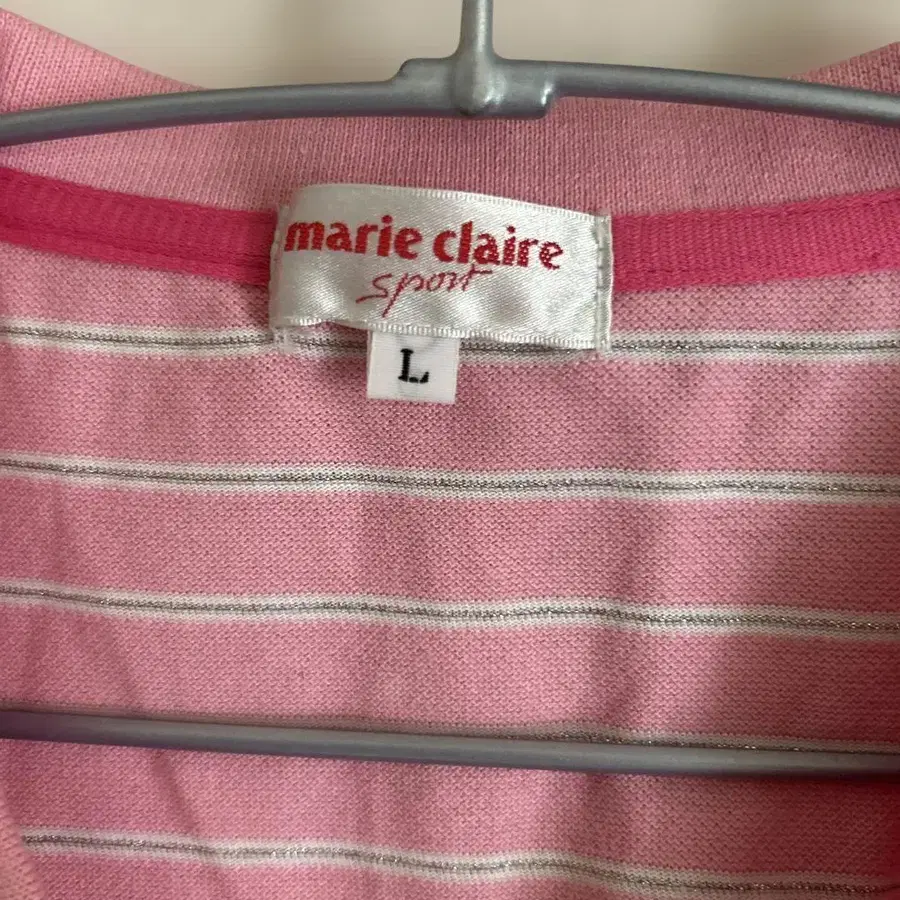 marie claire
sport
L